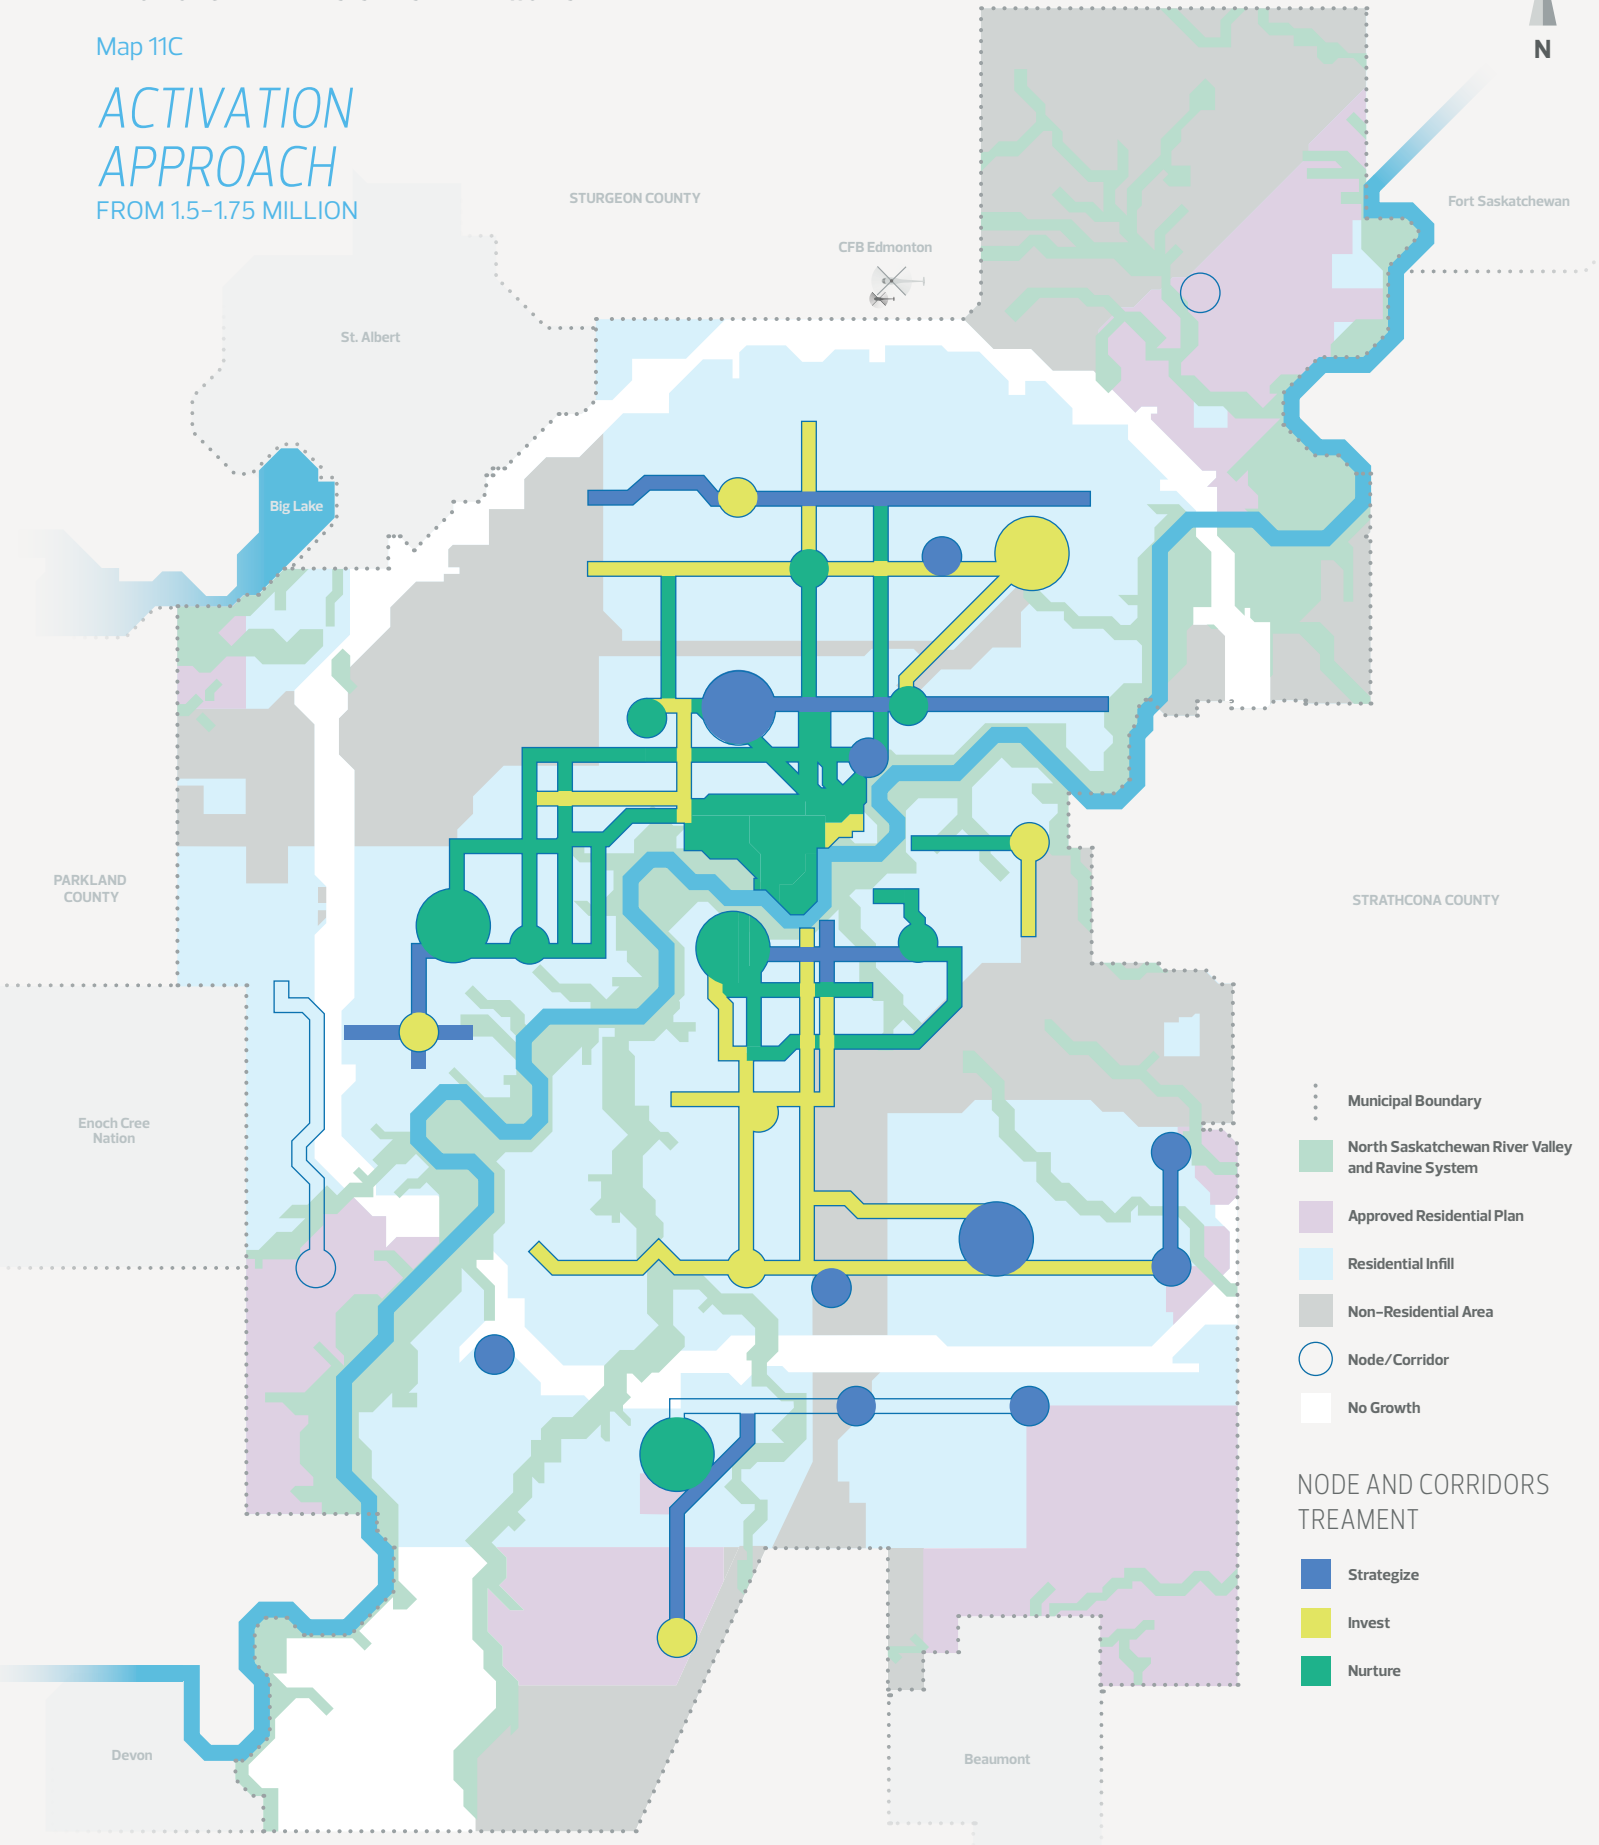 Map 11C
ACTIVATION
APPROACH
FROM 1.5-1.75 MILLION
N
STURGEON COUNTY
CFB Edmonton
Fort Saskatchewan
St. Albert
Big Lake
PARKLAND
COUNTY
STRATHCONA COUNTY
Enoch Cree
Nation
Devon
Beaumont
Municipal Boundary
North Saskatchewan River Valley
and Ravine System
Approved Residential Plan
Residential Infill
Non-Residential Area
Node/Corridor
No Growth
NODE AND CORRIDORS
TREAMENT
Strategize
Invest
Nurture